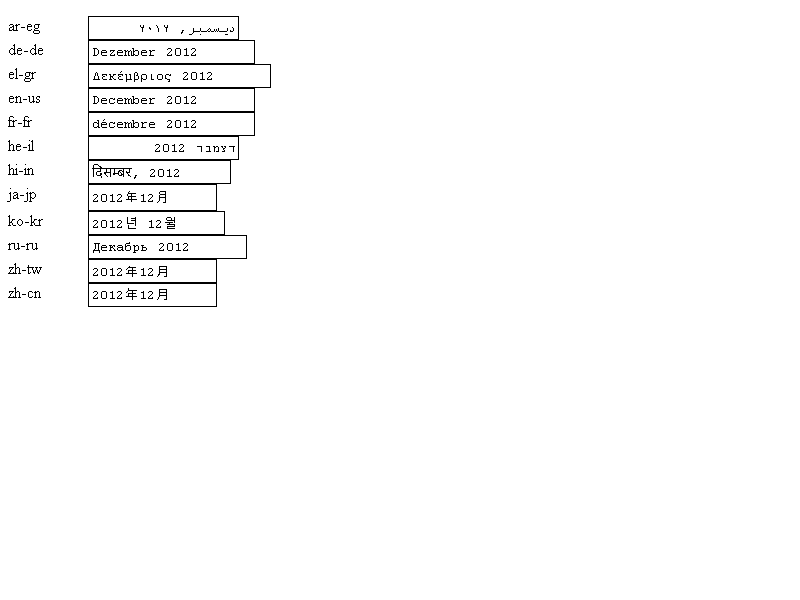 ar-eg ديسمبر, ٢٠١٢
de-de Dezember 2012
el-gr Δεκέμβριος 2012
en-us December 2012
fr-fr décembre 2012
he-il דצמבר 2012
hi-in दिसम्बर, 2012
ja-jp 2012年12月
ko-kr 2012년 12월
ru-ru Декабрь 2012
zh-tw 2012年12月
zh-cn 2012年12月